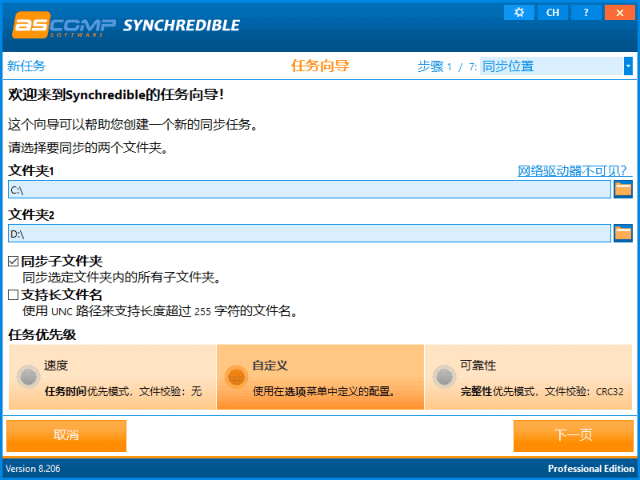 ascomp SOFTWARE SYNCHREDIBLE CH ? ×
新任务 任务向导 步骤 1 / 7: 同步位置
欢迎来到Synchredible的任务向导!
这个向导可以帮助您创建一个新的同步任务。
请选择要同步的两个文件夹。
文件夹1 网络驱动器不可见?
C:\
文件夹2
D:\
同步子文件夹
同步选定文件夹内的所有子文件夹。
支持长文件名
使用 UNC 路径来支持长度超过 255 字符的文件名。
任务优先级
速度 自定义 可靠性
任务时间优先模式，文件校验：无 使用在选项菜单中定义的配置。 完整性优先模式，文件校验：CRC32
取消 下一页
Version 8.206 Professional Edition